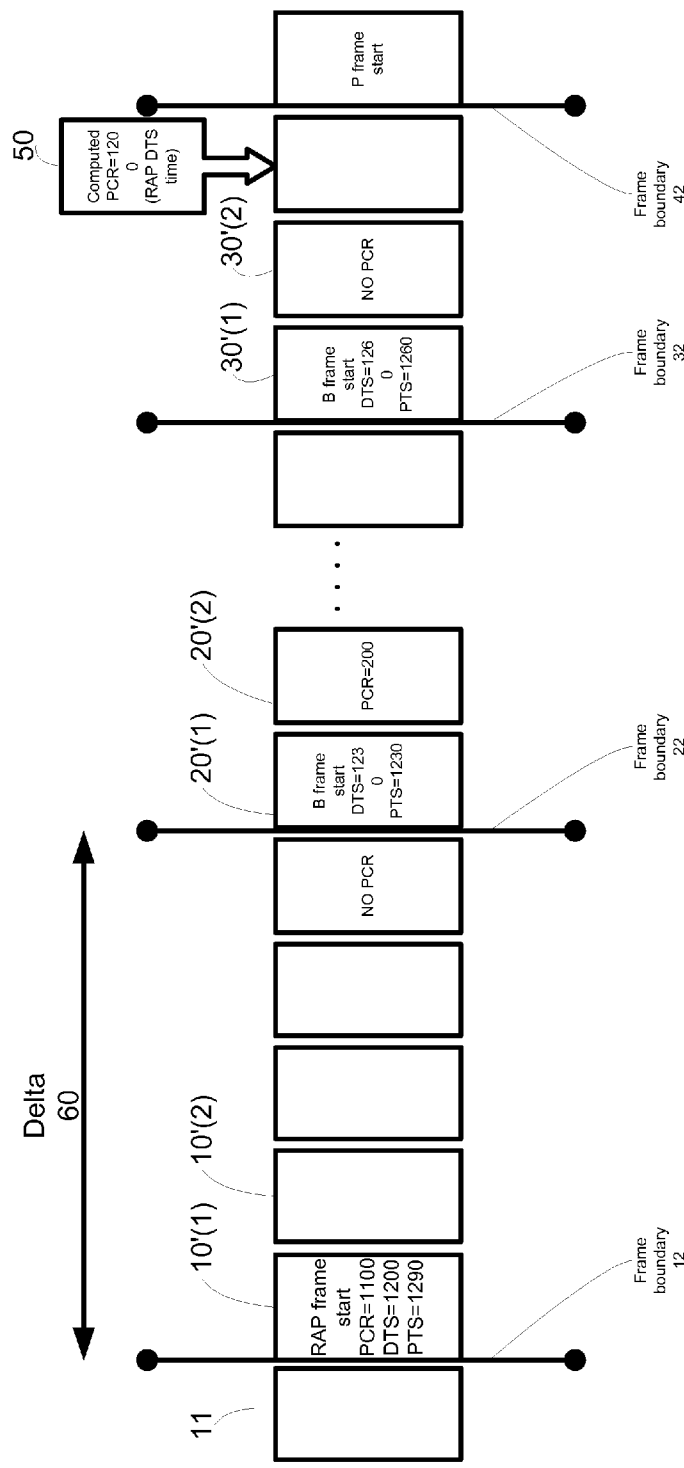 Delta
60
11
10'(1)
10'(2)
20'(1)
20'(2)
30'(1)
30'(2)
50
Computed
PCR=120
0
(RAP DTS
time)
RAP frame
start
PCR=1100
DTS=1200
PTS=1290
NO PCR
B frame
start
DTS=123
0
PTS=1230
PCR=200
. . . . .
B frame
start
DTS=126
0
PTS=1260
NO PCR
P frame
start
Frame
boundary
12
Frame
boundary
22
Frame
boundary
32
Frame
boundary
42